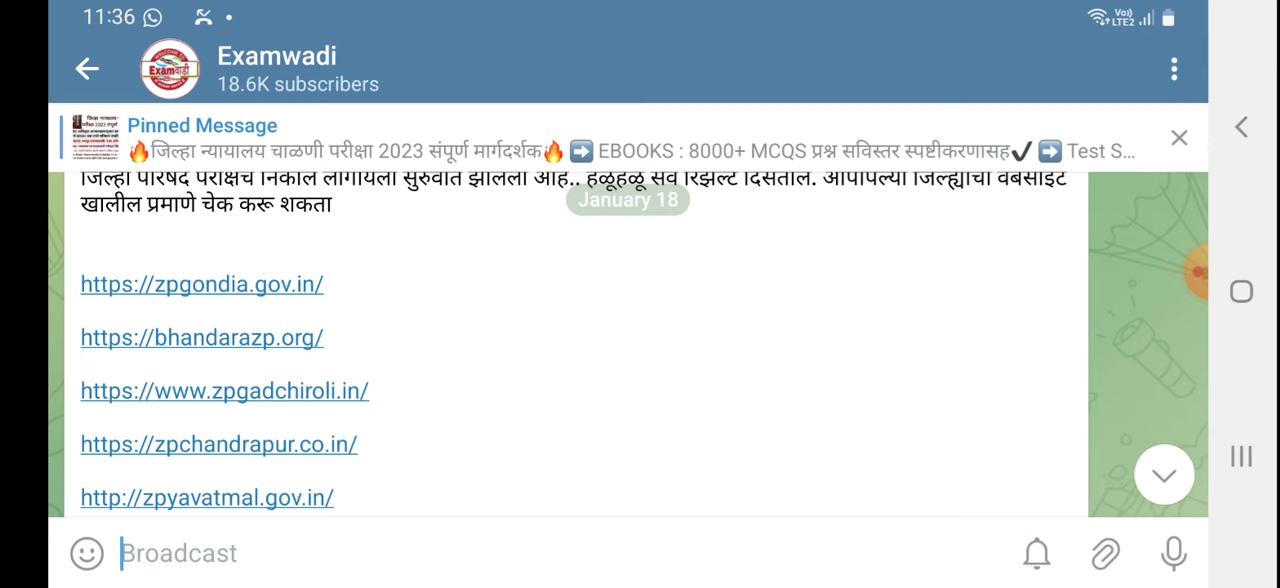 11:36
Vo))
LTE2
Examwadi
18.6K subscribers
Pinned Message
🔥जिल्हा न्यायालय चाळणी परीक्षा 2023 संपूर्ण मार्गदर्शक🔥 ➡️ EBOOKS : 8000+ MCQS प्रश्न सविस्तर स्पष्टीकरणासह✔️ ➡️ Test S...
जिल्हा परिषद परीक्षेचे निकाल लागायला सुरुवात झालेली आहे.. हळूहळू सर्व रिझल्ट दिसतील. आपापल्या जिल्ह्याची वेबसाईट
खालील प्रमाणे चेक करू शकता
January 18
https://zpgondia.gov.in/
https://bhandarazp.org/
https://www.zpgadchiroli.in/
https://zpchandrapur.co.in/
http://zpyavatmal.gov.in/
Broadcast